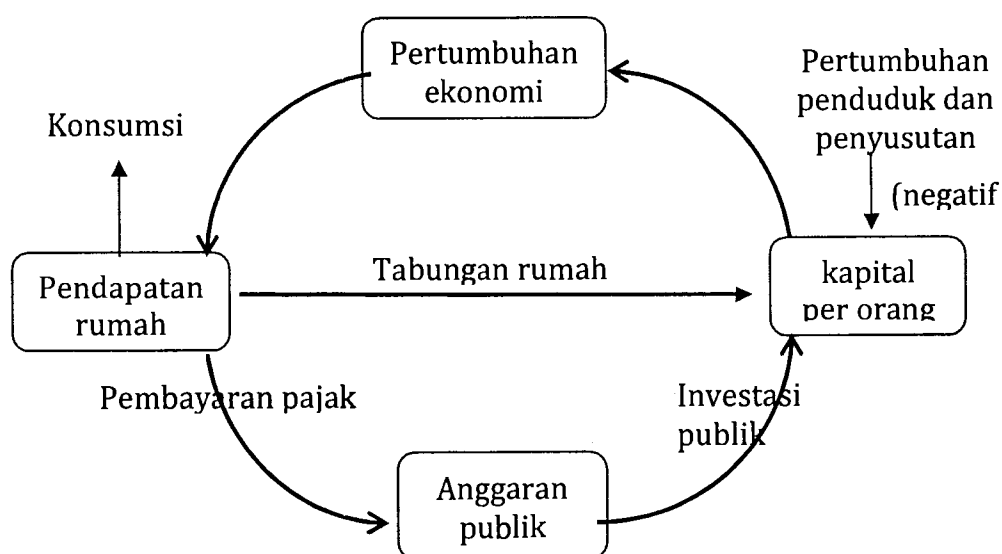 Pertumbuhan
ekonomi
Pertumbuhan
penduduk dan
penyusutan
(negatif
Konsumsi
Pendapatan
rumah
Tabungan rumah
kapital
per orang
Pembayaran pajak
Investasi
publik
Anggaran
publik